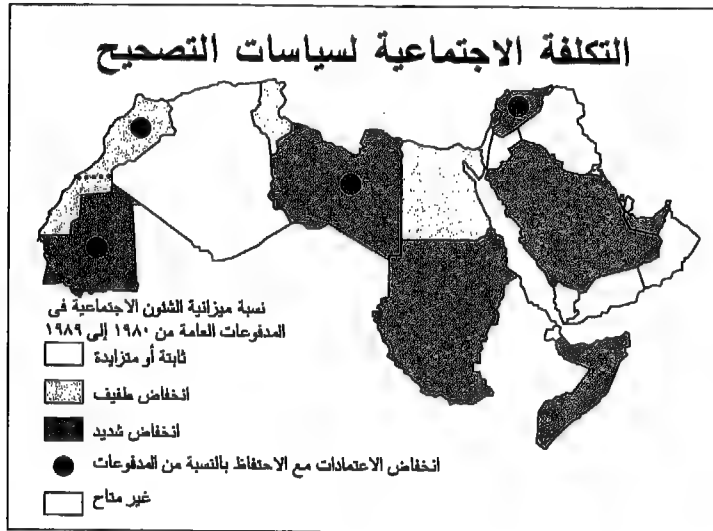 التكلفة الاجتماعية لسياسات التصحيح
نسبة ميزانية الشئون الاجتماعية فى
المدفوعات العامة من ١٩٨٠ إلى ١٩٨٩
ثابتة أو متزايدة
انخفاض طفيف
انخفاض شديد
انخفاض الاعتمادات مع الاحتفاظ بالنسبة من المدفوعات
غير متاح